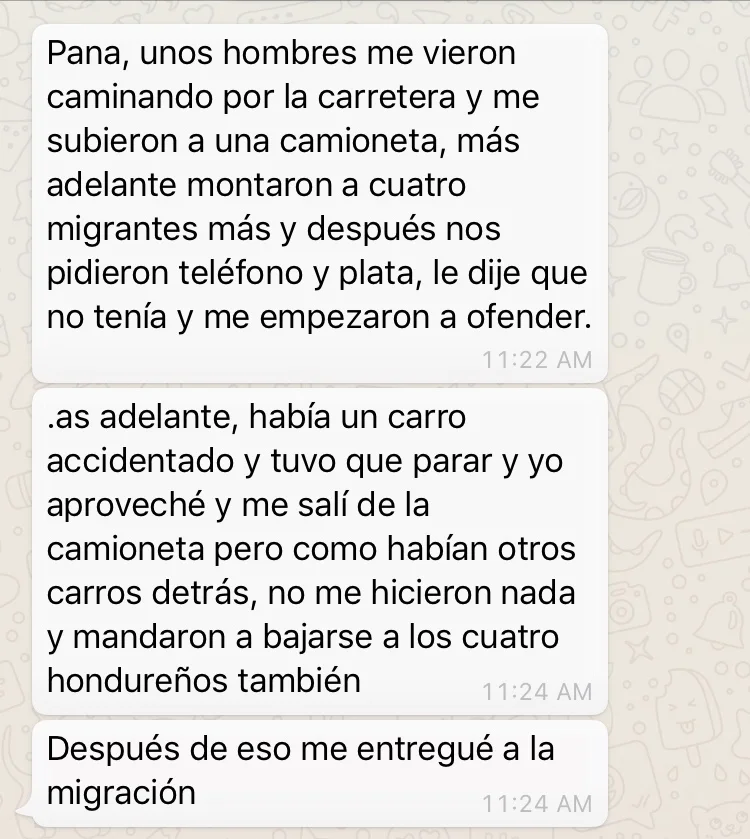 Pana, unos hombres me vieron
caminando por la carretera y me
subieron a una camioneta, más
adelante montaron a cuatro
migrantes más y después nos
pidieron teléfono y plata, le dije que
no tenía y me empezaron a ofender.
11:22 AM
.as adelante, había un carro
accidentado y tuvo que parar y yo
aproveché y me salí de la
camioneta pero como habían otros
carros detrás, no me hicieron nada
y mandaron a bajarse a los cuatro
hondureños también
11:24 AM
Después de eso me entregué a la
migración
11:24 AM